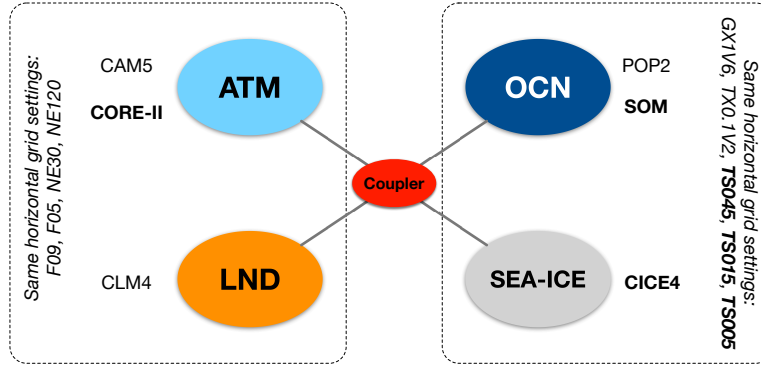 Same horizontal grid settings:
F09, F05, NE30, NE120
CAM5
CORE-II
ATM
CLM4
LND
Coupler
OCN
POP2
SOM
SEA-ICE
CICE4
Same horizontal grid settings:
GX1V6, TX0.1V2, TS045, TS015, TS005